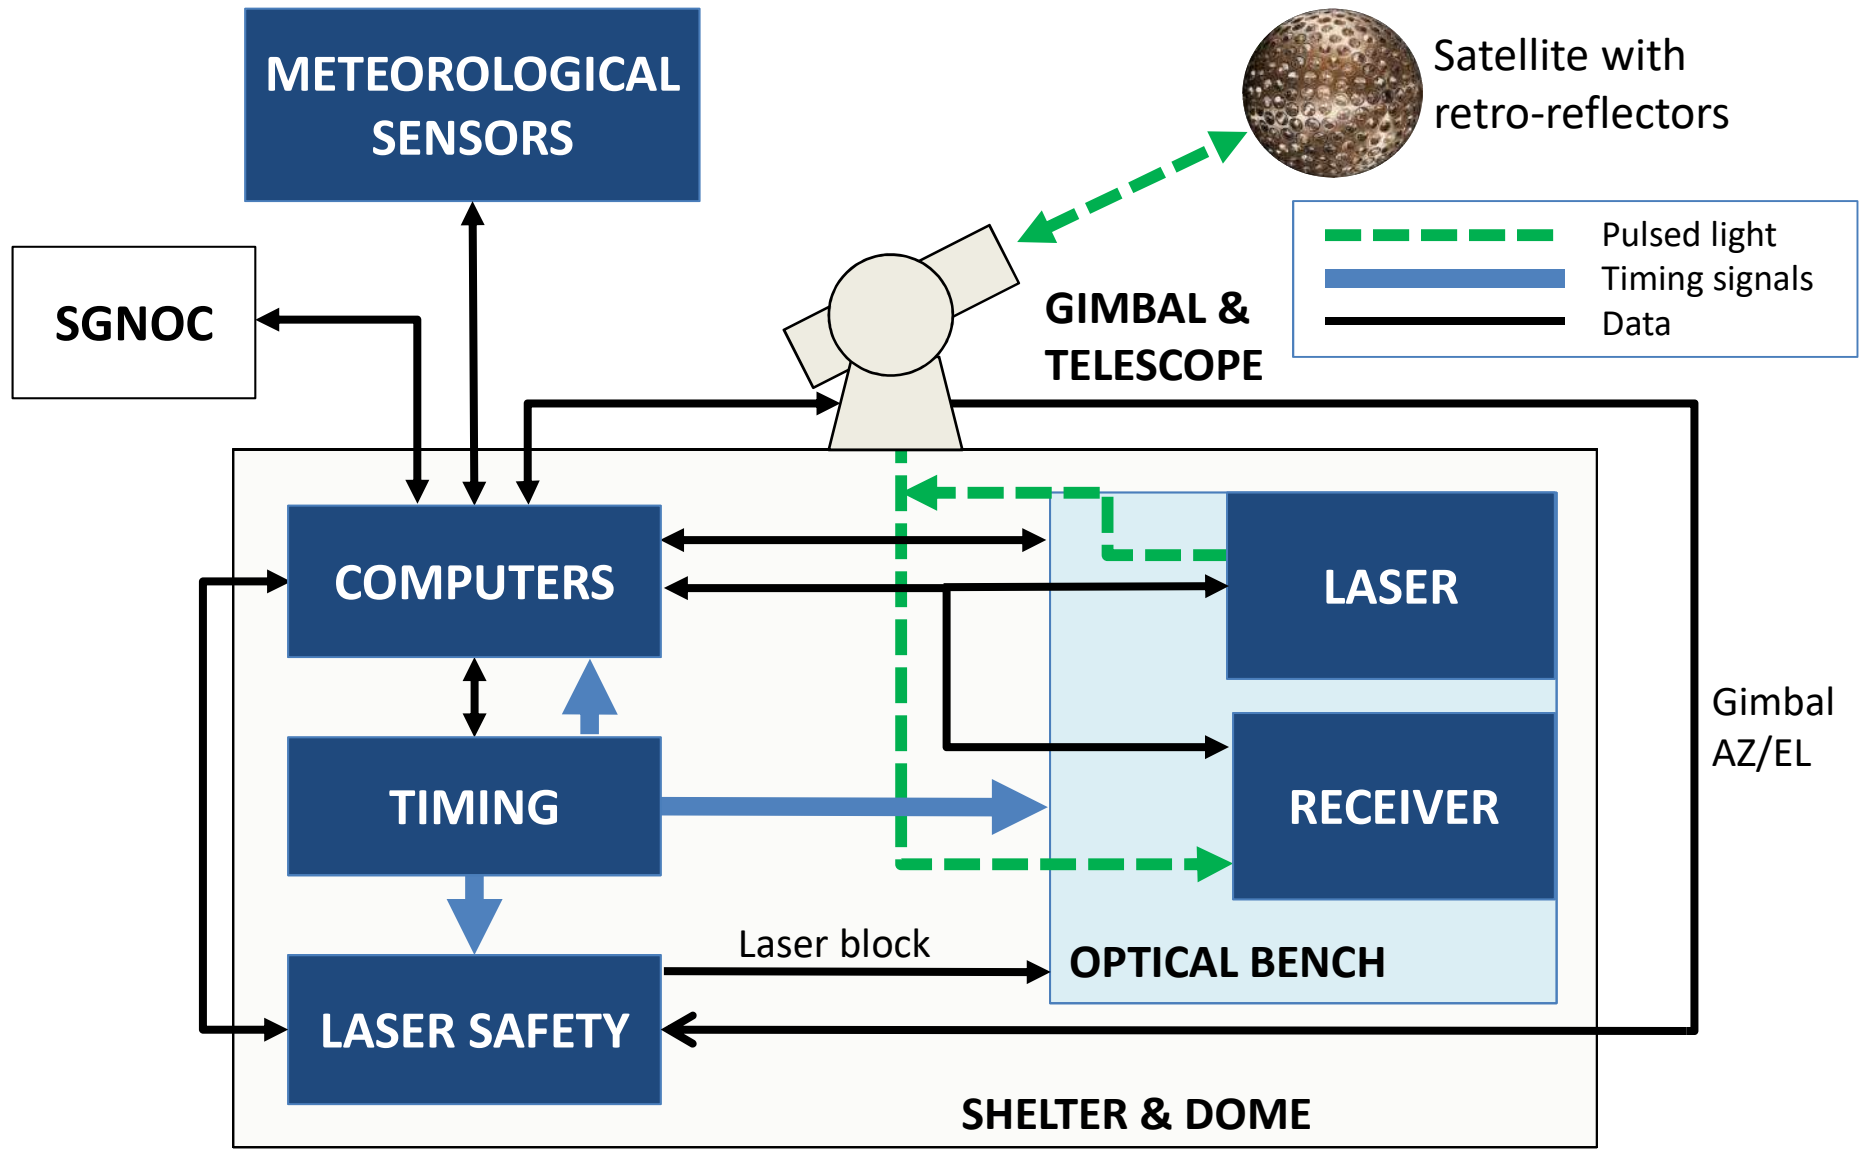 METEOROLOGICAL
SENSORS
Satellite with
retro-reflectors
Pulsed light
Timing signals
Data
SGNOC
GIMBAL &
TELESCOPE
COMPUTERS
LASER
Gimbal
AZ/EL
TIMING
RECEIVER
Laser block
OPTICAL BENCH
LASER SAFETY
SHELTER & DOME